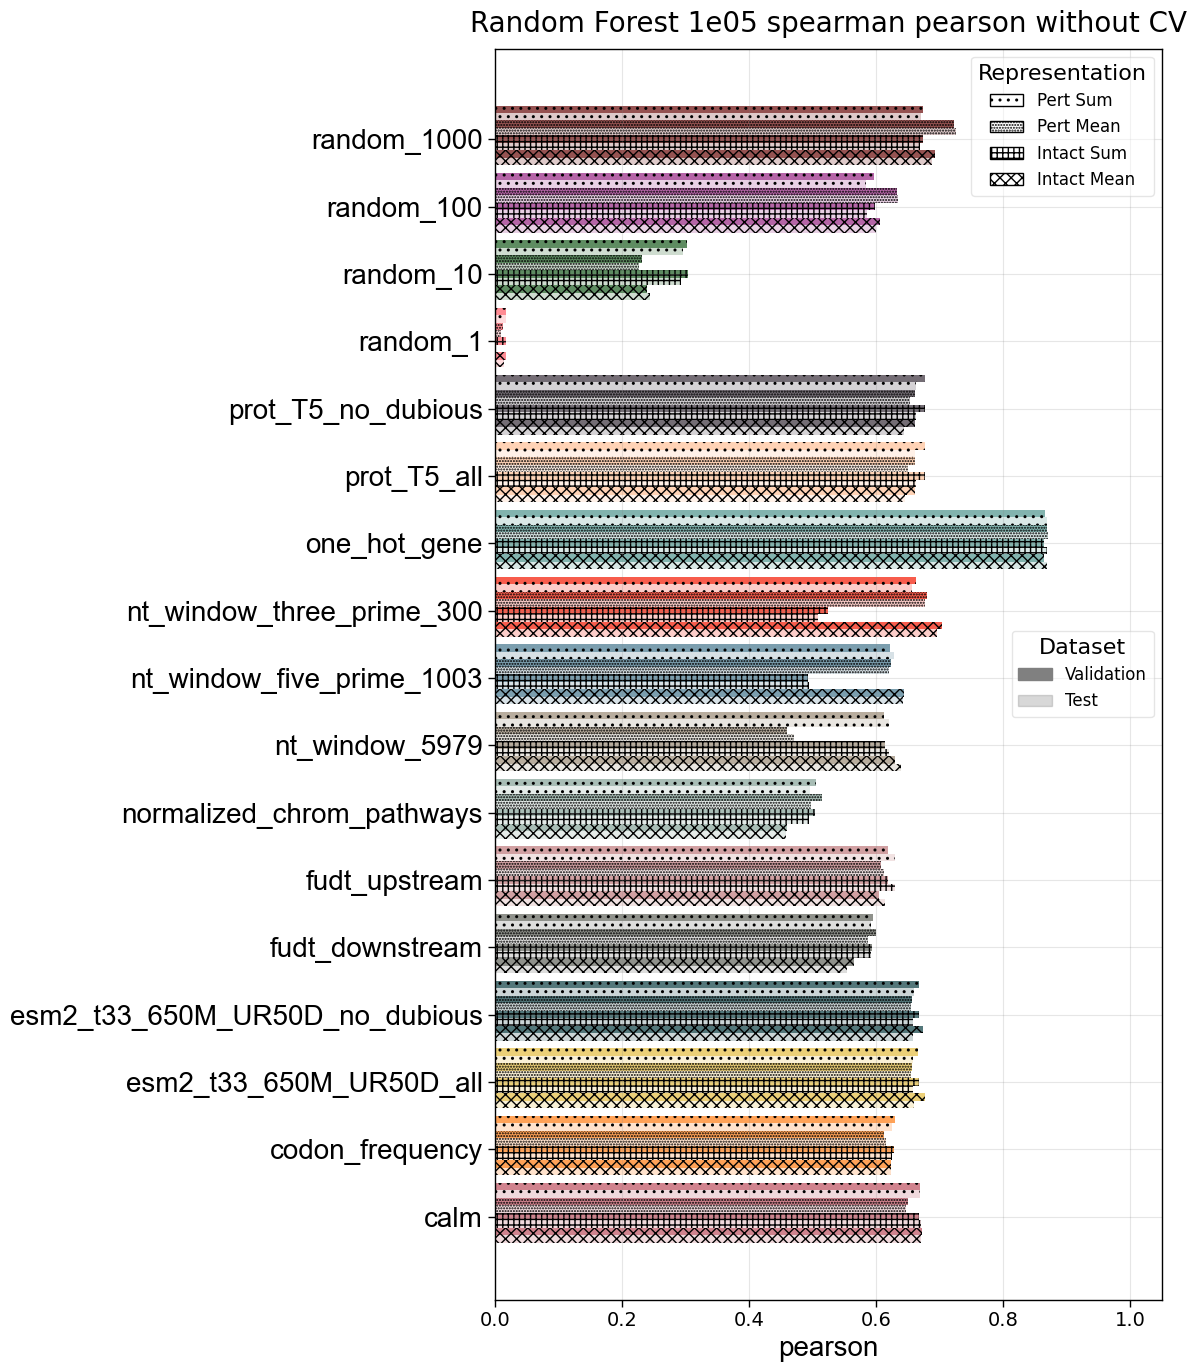 Random Forest 1e05 spearman pearson without CV
Representation
Pert Sum
Pert Mean
Intact Sum
Intact Mean
random_1000
random_100
random_10
random_1
prot_T5_no_dubious
prot_T5_all
one_hot_gene
nt_window_three_prime_300
nt_window_five_prime_1003
Dataset
Validation
Test
nt_window_5979
normalized_chrom_pathways
fudt_upstream
fudt_downstream
esm2_t33_650M_UR50D_no_dubious
esm2_t33_650M_UR50D_all
codon_frequency
calm
0.0 0.2 0.4 0.6 0.8 1.0
pearson